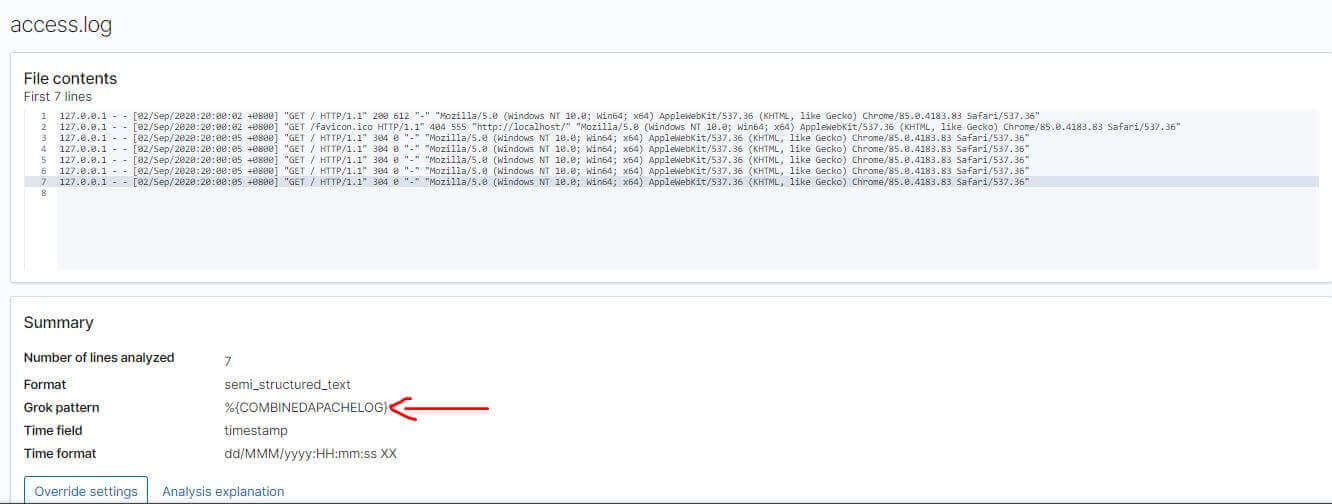 access.log
File contents
First 7 lines
1 127.0.0.1 - - [02/Sep/2020:20:00:02 +0800] "GET / HTTP/1.1" 200 612 "-" "Mozilla/5.0 (Windows NT 10.0; Win64; x64) AppleWebKit/537.36 (KHTML, like Gecko) Chrome/85.0.4183.83 Safari/537.36"
2 127.0.0.1 - - [02/Sep/2020:20:00:02 +0800] "GET /favicon.ico HTTP/1.1" 404 555 "http://localhost/" "Mozilla/5.0 (Windows NT 10.0; Win64; x64) AppleWebKit/537.36 (KHTML, like Gecko) Chrome/85.0.4183.83 Safari/537.36"
3 127.0.0.1 - - [02/Sep/2020:20:00:05 +0800] "GET / HTTP/1.1" 304 0 "-" "Mozilla/5.0 (Windows NT 10.0; Win64; x64) AppleWebKit/537.36 (KHTML, like Gecko) Chrome/85.0.4183.83 Safari/537.36"
4 127.0.0.1 - - [02/Sep/2020:20:00:05 +0800] "GET / HTTP/1.1" 304 0 "-" "Mozilla/5.0 (Windows NT 10.0; Win64; x64) AppleWebKit/537.36 (KHTML, like Gecko) Chrome/85.0.4183.83 Safari/537.36"
5 127.0.0.1 - - [02/Sep/2020:20:00:05 +0800] "GET / HTTP/1.1" 304 0 "-" "Mozilla/5.0 (Windows NT 10.0; Win64; x64) AppleWebKit/537.36 (KHTML, like Gecko) Chrome/85.0.4183.83 Safari/537.36"
6 127.0.0.1 - - [02/Sep/2020:20:00:05 +0800] "GET / HTTP/1.1" 304 0 "-" "Mozilla/5.0 (Windows NT 10.0; Win64; x64) AppleWebKit/537.36 (KHTML, like Gecko) Chrome/85.0.4183.83 Safari/537.36"
7 127.0.0.1 - - [02/Sep/2020:20:00:05 +0800] "GET / HTTP/1.1" 304 0 "-" "Mozilla/5.0 (Windows NT 10.0; Win64; x64) AppleWebKit/537.36 (KHTML, like Gecko) Chrome/85.0.4183.83 Safari/537.36"
8
Summary
Number of lines analyzed 7
Format semi_structured_text
Grok pattern %{COMBINEDAPACHELOG}
Time field timestamp
Time format dd/MMM/yyyy:HH:mm:ss XX
Override settings Analysis explanation